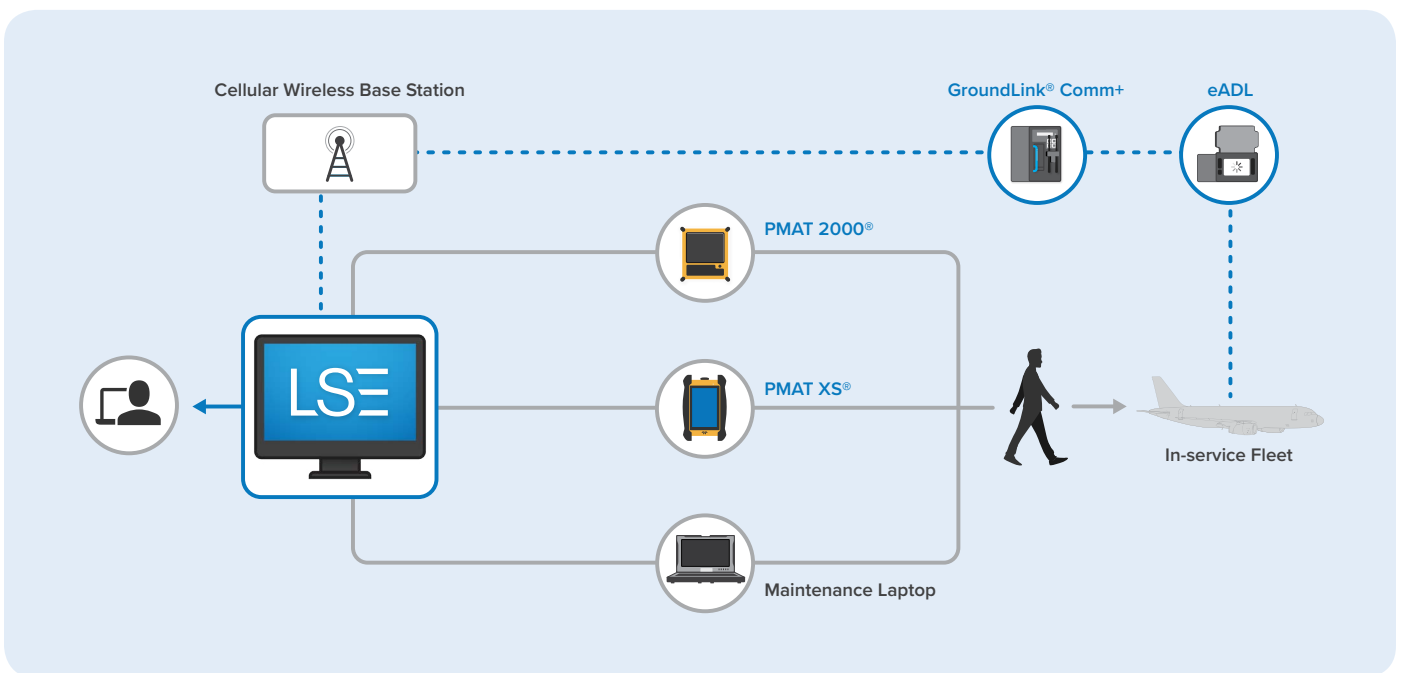 Cellular Wireless Base Station
GroundLink® Comm+
eADL
PMAT 2000®
LSE
PMAT XS®
In-service Fleet
Maintenance Laptop